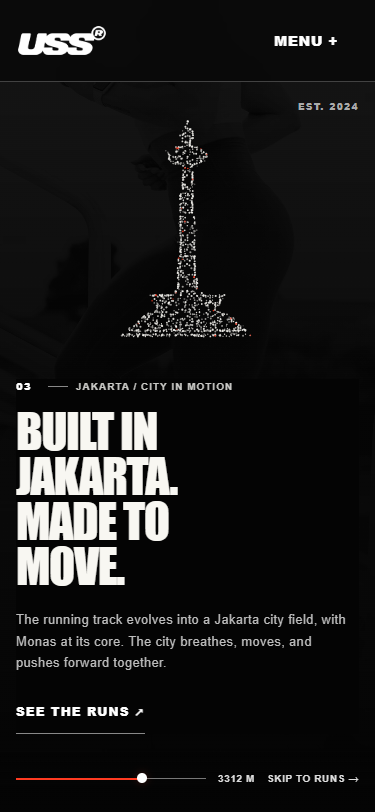 USS®
MENU +
EST. 2024
03 JAKARTA / CITY IN MOTION
BUILT IN
JAKARTA.
MADE TO
MOVE.
The running track evolves into a Jakarta city field, with
Monas at its core. The city breathes, moves, and
pushes forward together.
SEE THE RUNS ↗
3312 M SKIP TO RUNS →